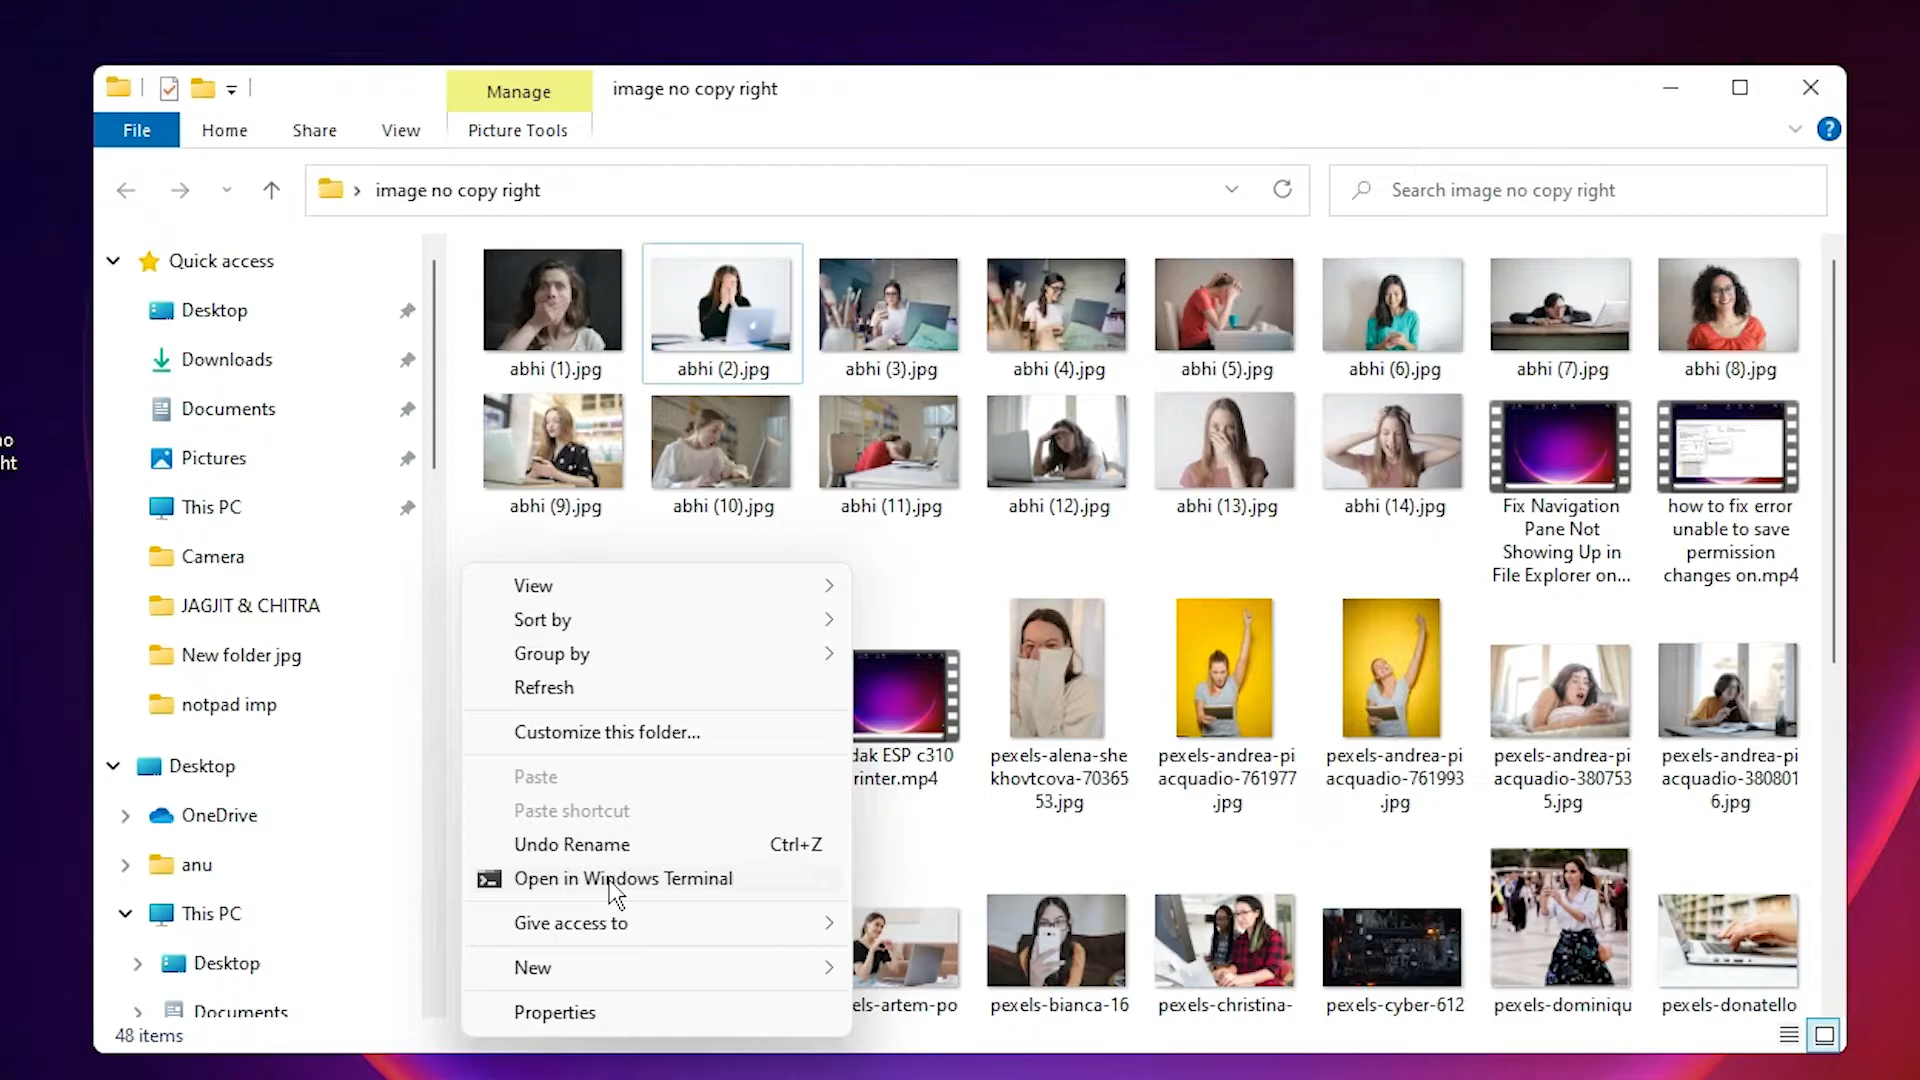 Manage
image no copy right
File
Home
Share
View
Picture Tools
image no copy right
Search image no copy right
Quick access
Desktop
Downloads
Documents
Pictures
This PC
Camera
JAGJIT & CHITRA
New folder jpg
notpad imp
Desktop
OneDrive
anu
This PC
Desktop
Documents
48 items
abhi (1).jpg
abhi (2).jpg
abhi (3).jpg
abhi (4).jpg
abhi (5).jpg
abhi (6).jpg
abhi (7).jpg
abhi (8).jpg
abhi (9).jpg
abhi (10).jpg
abhi (11).jpg
abhi (12).jpg
abhi (13).jpg
abhi (14).jpg
Fix Navigation
Pane Not
Showing Up in
File Explorer on...
how to fix error
unable to save
permission
changes on.mp4
View
Sort by
Group by
Refresh
Customize this folder...
Paste
Paste shortcut
Undo Rename Ctrl+Z
Open in Windows Terminal
Give access to
New
Properties
dak ESP c310
rinter.mp4
pexels-alena-she
khovtcova-70365
53.jpg
pexels-andrea-pi
acquadio-761977
.jpg
pexels-andrea-pi
acquadio-761993
.jpg
pexels-andrea-pi
acquadio-380753
5.jpg
pexels-andrea-pi
acquadio-380801
6.jpg
ls-artem-po
pexels-bianca-16
pexels-christina-
pexels-cyber-612
pexels-dominiqu
pexels-donatello